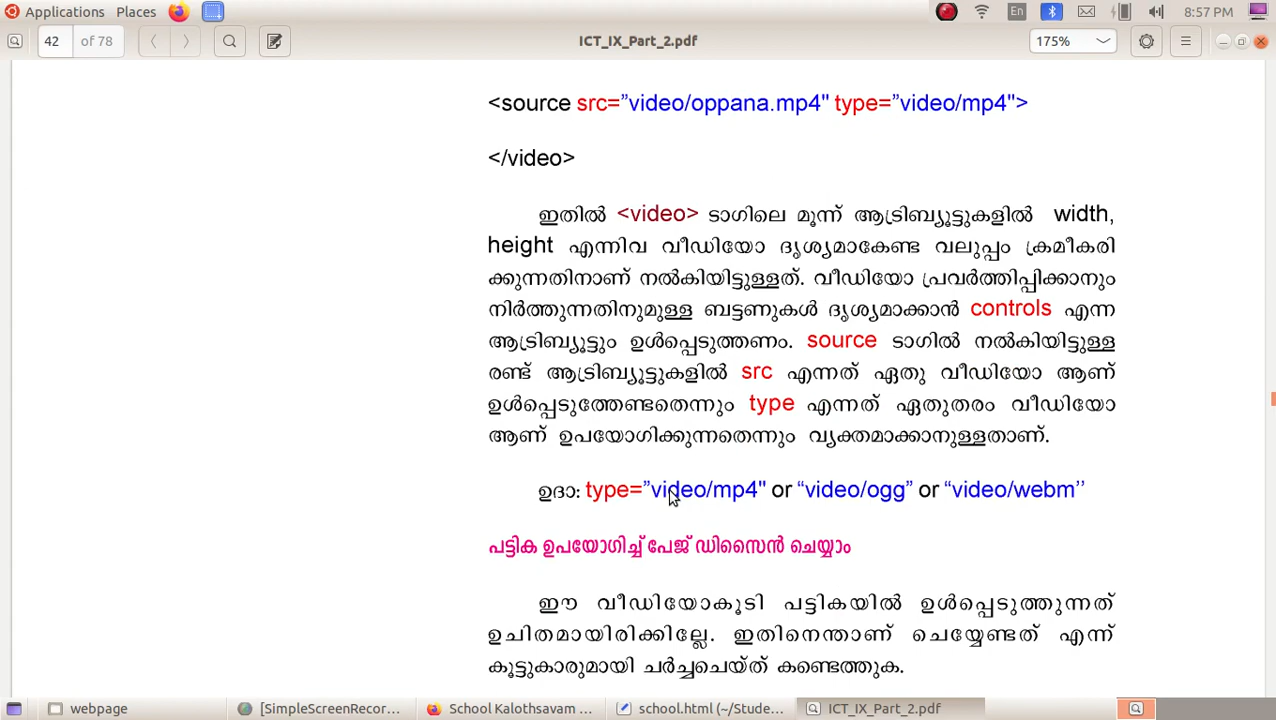 Applications Places En 8:57 PM
42 of 78 ICT_IX_Part_2.pdf 175%
<source src=”video/oppana.mp4" type=”video/mp4">
</video>
ഇതിൽ <video> ടാഗിലെ മൂന്ന് ആട്രിബ്യൂട്ടുകളിൽ width,
height എന്നിവ വീഡിയോ ദൃശ്യമാകേണ്ട വലുപ്പം ക്രമീകരി
ക്കുന്നതിനാണ് നൽകിയിട്ടുള്ളത്. വീഡിയോ പ്രവർത്തിപ്പിക്കാനും
നിർത്തുന്നതിനുമുള്ള ബട്ടണുകൾ ദൃശ്യമാക്കാൻ controls എന്ന
ആട്രിബ്യൂട്ടും ഉൾപ്പെടുത്തണം. source ടാഗിൽ നൽകിയിട്ടുള്ള
രണ്ട് ആട്രിബ്യൂട്ടുകളിൽ src എന്നത് ഏതു വീഡിയോ ആണ്
ഉൾപ്പെടുത്തേണ്ടതെന്നും type എന്നത് ഏതുതരം വീഡിയോ
ആണ് ഉപയോഗിക്കുന്നതെന്നും വ്യക്തമാക്കാനുള്ളതാണ്.
ഉദാ: type=”video/mp4" or “video/ogg” or “video/webm’’
പട്ടിക ഉപയോഗിച്ച് പേജ് ഡിസൈൻ ചെയ്യാം
ഈ വീഡിയോകൂടി പട്ടികയിൽ ഉൾപ്പെടുത്തുന്നത്
ഉചിതമായിരിക്കില്ലേ. ഇതിനെന്താണ് ചെയ്യേണ്ടത് എന്ന്
കൂട്ടുകാരുമായി ചർച്ചചെയ്ത് കണ്ടെത്തുക.
webpage [SimpleScreenRecor... School Kalothsavam ... school.html (~/Stude... ICT_IX_Part_2.pdf